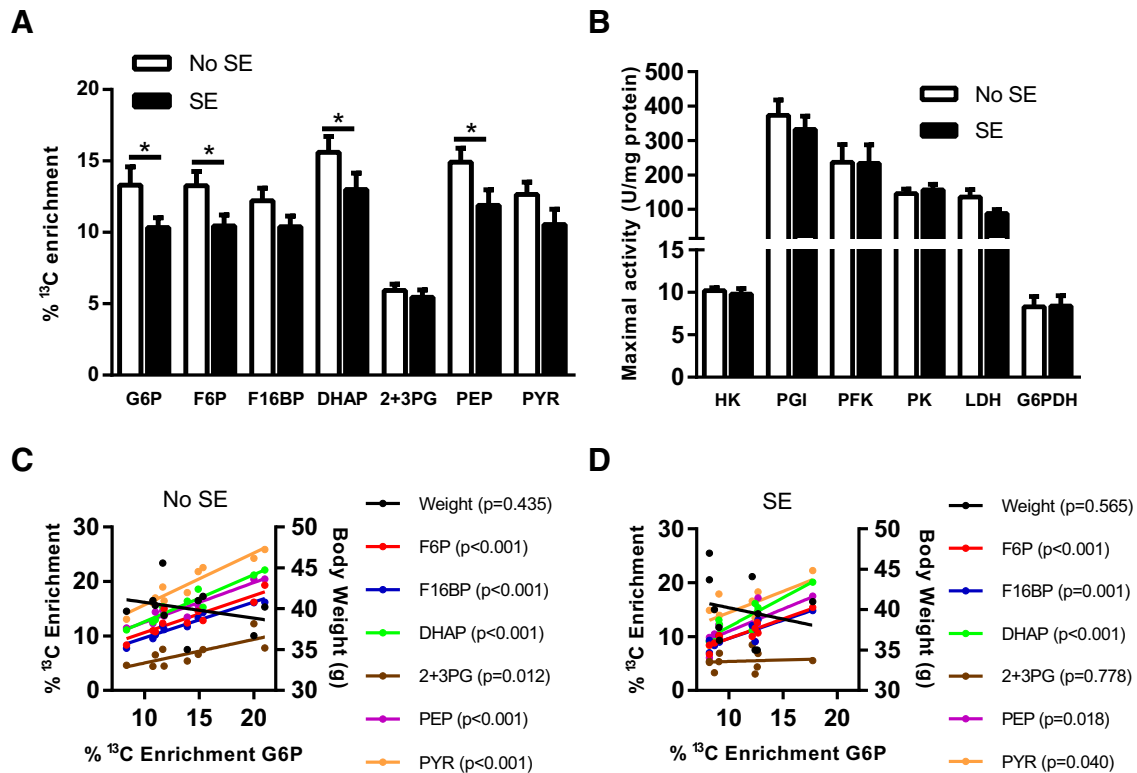 A
No SE
SE
% ¹³C enrichment
20
15
10
5
0
* * * *
G6P F6P F16BP DHAP 2+3PG PEP PYR
B
No SE
SE
Maximal activity (U/mg protein)
500
400
300
200
100
15
10
5
0
HK PGI PFK PK LDH G6PDH
C
No SE
% ¹³C Enrichment
30
20
10
0
Body Weight (g)
50
45
40
35
30
10 15 20
% ¹³C Enrichment G6P
Weight (p=0.435)
F6P (p<0.001)
F16BP (p<0.001)
DHAP (p<0.001)
2+3PG (p=0.012)
PEP (p<0.001)
PYR (p<0.001)
D
SE
% ¹³C Enrichment
30
20
10
0
Body Weight (g)
50
45
40
35
30
10 15 20
% ¹³C Enrichment G6P
Weight (p=0.565)
F6P (p<0.001)
F16BP (p=0.001)
DHAP (p<0.001)
2+3PG (p=0.778)
PEP (p=0.018)
PYR (p=0.040)